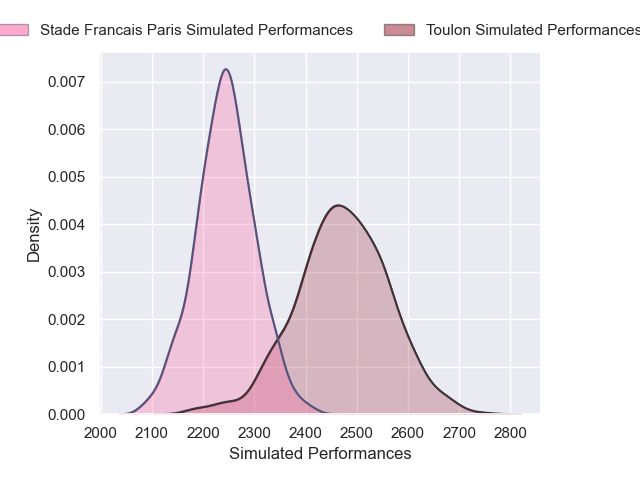 Stade Francais Paris Simulated Performances
Toulon Simulated Performances
0.007
0.006
0.005
0.004
0.003
0.002
0.001
0.000
Density
2000 2100 2200 2300 2400 2500 2600 2700 2800
Simulated Performances